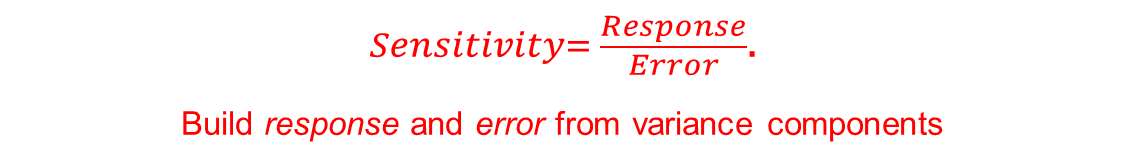 Sensitivity= Response/Error.
Build response and error from variance components